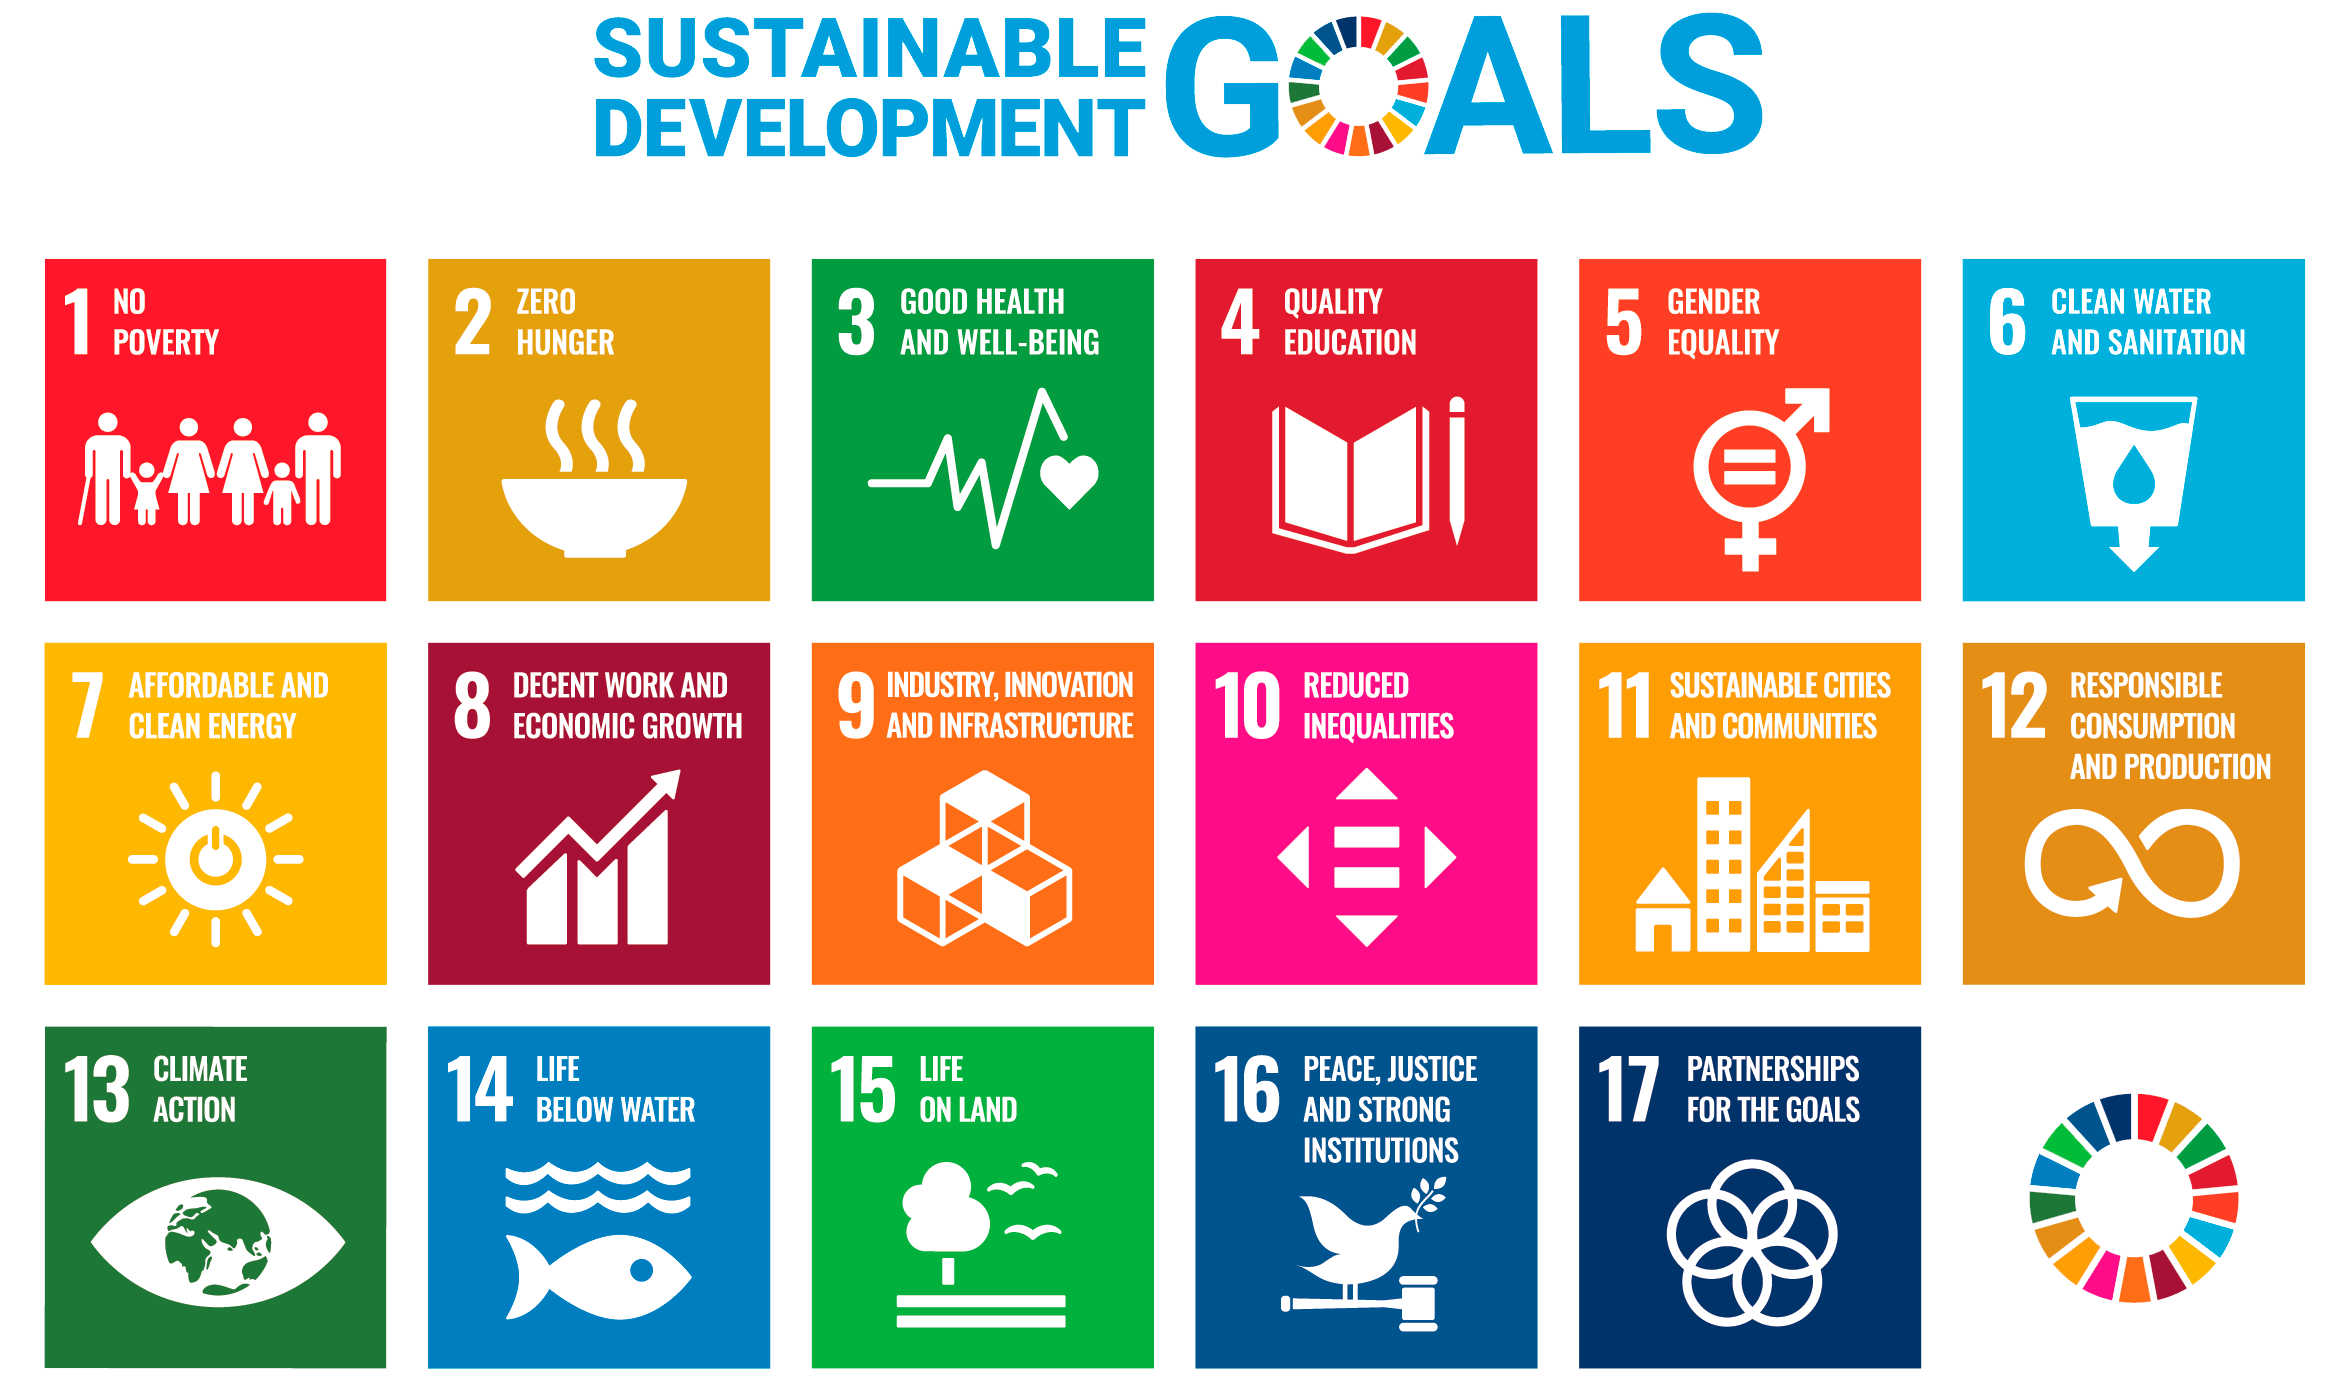 SUSTAINABLE
DEVELOPMENT
GOALS
1 NO
POVERTY
2 ZERO
HUNGER
3 GOOD HEALTH
AND WELL-BEING
4 QUALITY
EDUCATION
5 GENDER
EQUALITY
6 CLEAN WATER
AND SANITATION
7 AFFORDABLE AND
CLEAN ENERGY
8 DECENT WORK AND
ECONOMIC GROWTH
9 INDUSTRY, INNOVATION
AND INFRASTRUCTURE
10 REDUCED
INEQUALITIES
11 SUSTAINABLE CITIES
AND COMMUNITIES
12 RESPONSIBLE
CONSUMPTION
AND PRODUCTION
13 CLIMATE
ACTION
14 LIFE
BELOW WATER
15 LIFE
ON LAND
16 PEACE, JUSTICE
AND STRONG
INSTITUTIONS
17 PARTNERSHIPS
FOR THE GOALS